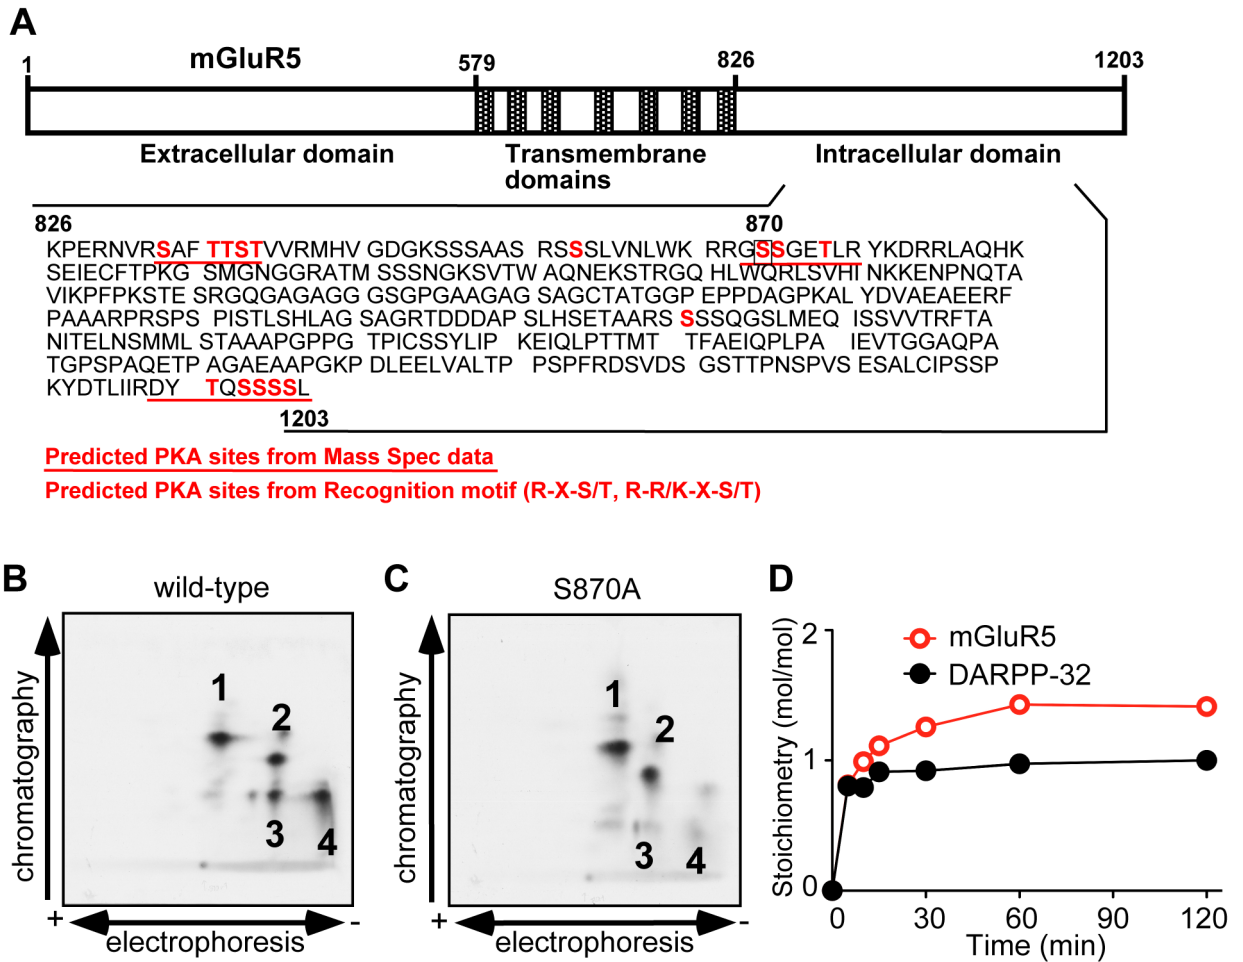 A
mGluR5
1 579 826 1203
Extracellular domain Transmembrane domains Intracellular domain
826 870
KPERNVRSAF TTSTVVRMHV GDGKSSSAAS RSSSLVNLWK RRGSSGETLR YKDRRLAQHK
SEIECFTPKG SMGNGGRATM SSSNGKSVTW AQNEKSTRGQ HLWQRLSVHI NKKENPNQTA
VIKPFPKSTE SRGQGAGAGG GSGPGAAGAG SAGCTATGGP EPPDAGPKAL YDVAEAEERF
PAAARPRSPS PISTLSHLAG SAGRTDDDAP SLHSETAARS SSSQGSLMEQ ISSVVTRFTA
NITELNSMML STAAAPGPPG TPICSSYLIP KEIQLPTTMT TFAEIQPLPA IEVTGGAQPA
TGPSPAQETP AGAEAAPGKP DLEELVALTP PSPFRDSVDS GSTTPNSPVS ESALCIPSSP
KYDTLIIRDY TQSSSSL
1203
Predicted PKA sites from Mass Spec data
Predicted PKA sites from Recognition motif (R-X-S/T, R-R/K-X-S/T)
B
wild-type
chromatography
1
2
3
4
+ electrophoresis -
C
S870A
chromatography
1
2
3
4
+ electrophoresis -
D
Stoichiometry (mol/mol)
2
1
0
mGluR5
DARPP-32
0 30 60 90 120
Time (min)